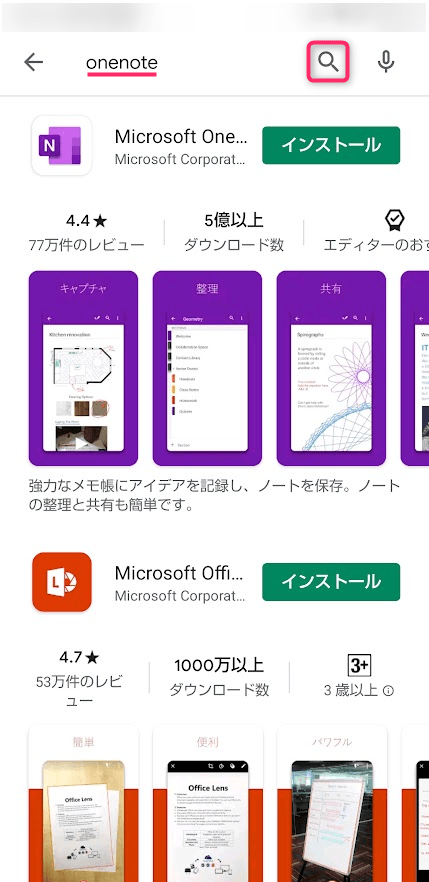 onenote
N
Microsoft One...
Microsoft Corporat...
インストール
4.4★
77万件のレビュー
5億以上
ダウンロード数
エディターのおす
キャプチャ
整理
共有
Kitchen renovation
Geometry
Welcome
Spirographs
強力なメモ帳にアイデアを記録し、ノートを保存。ノート
の整理と共有も簡単です。
L
Microsoft Offi...
Microsoft Corporat...
インストール
4.7★
53万件のレビ
ュー
1000万以上
ダウンロード数
3+
3 歳以上
簡単
便利
パワフル
Office Lens
Office Lens